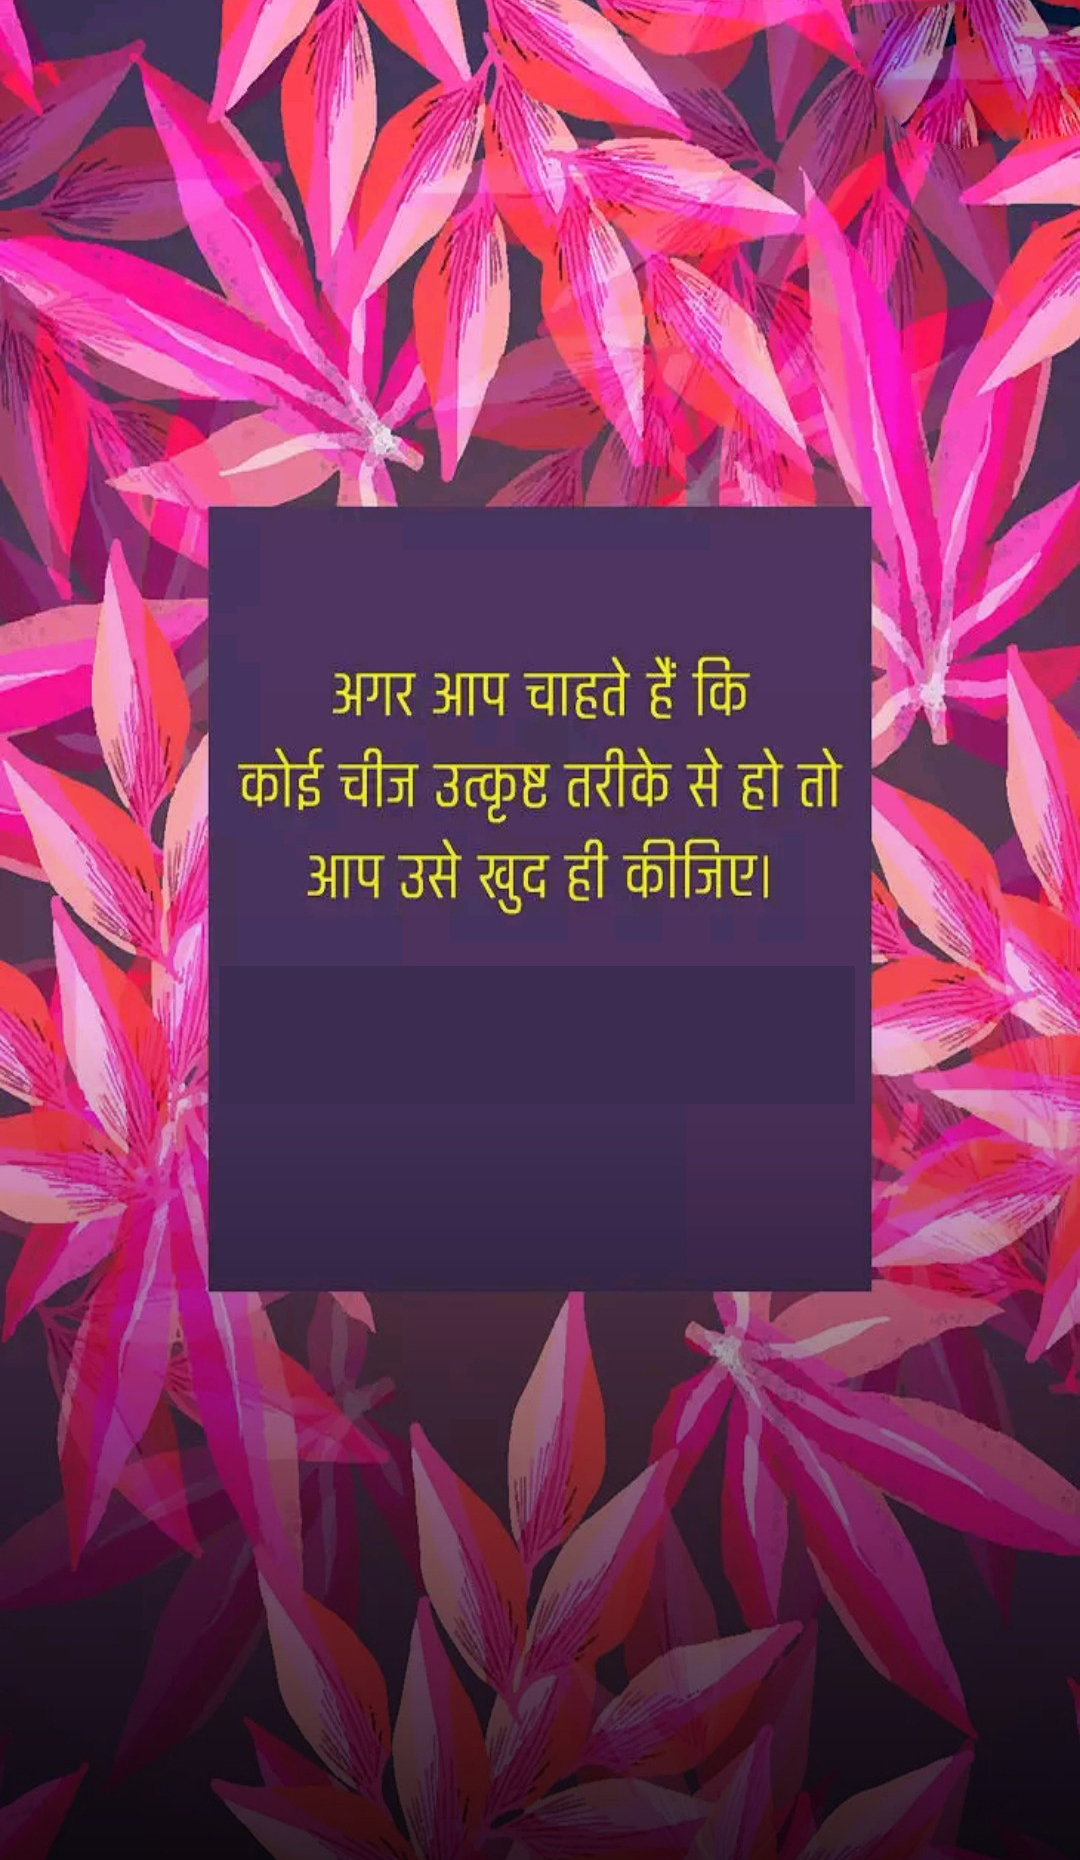 अगर आप चाहते हैं कि
कोई चीज उत्कृष्ट तरीके से हो तो
आप उसे खुद ही कीजिए।